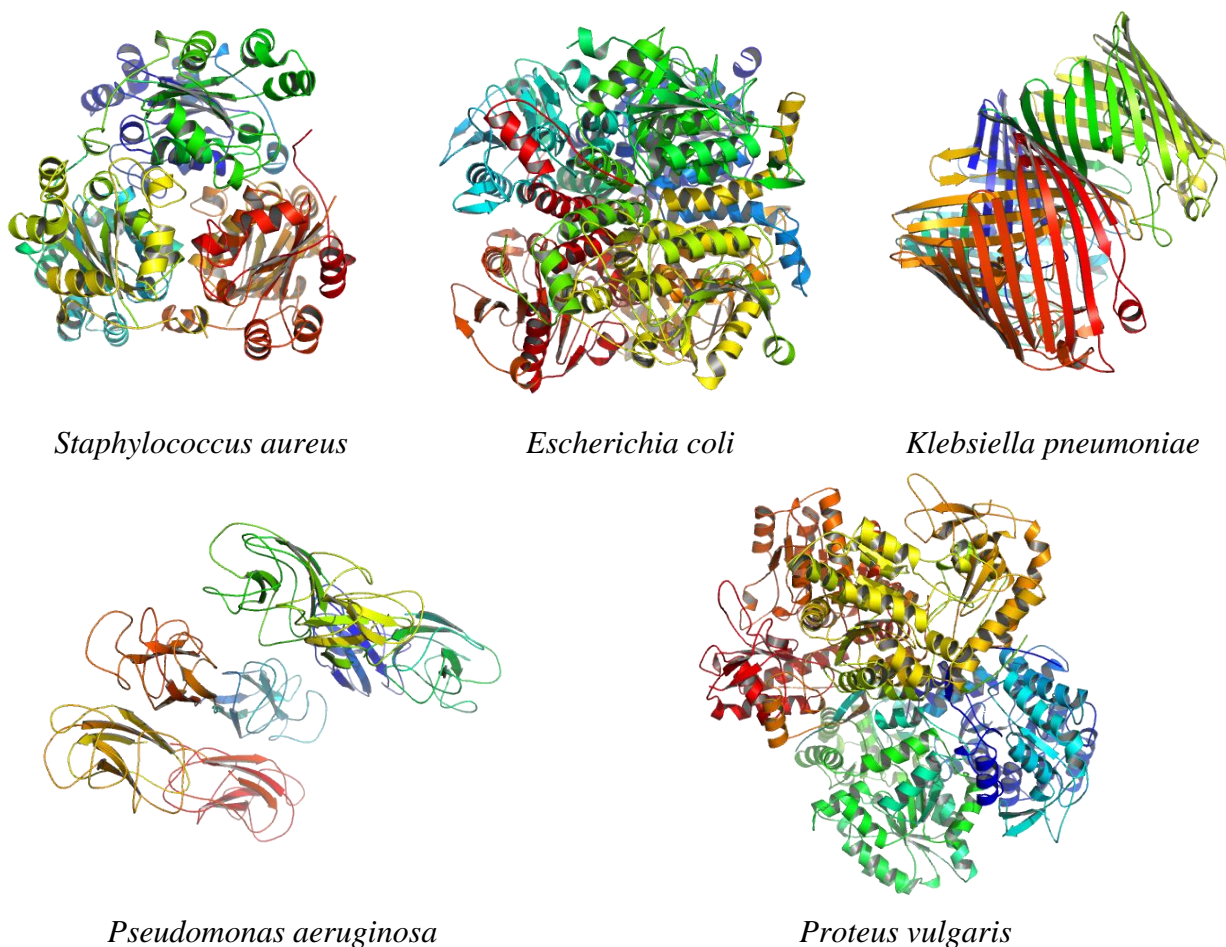 Staphylococcus aureus
Escherichia coli
Klebsiella pneumoniae
Pseudomonas aeruginosa
Proteus vulgaris